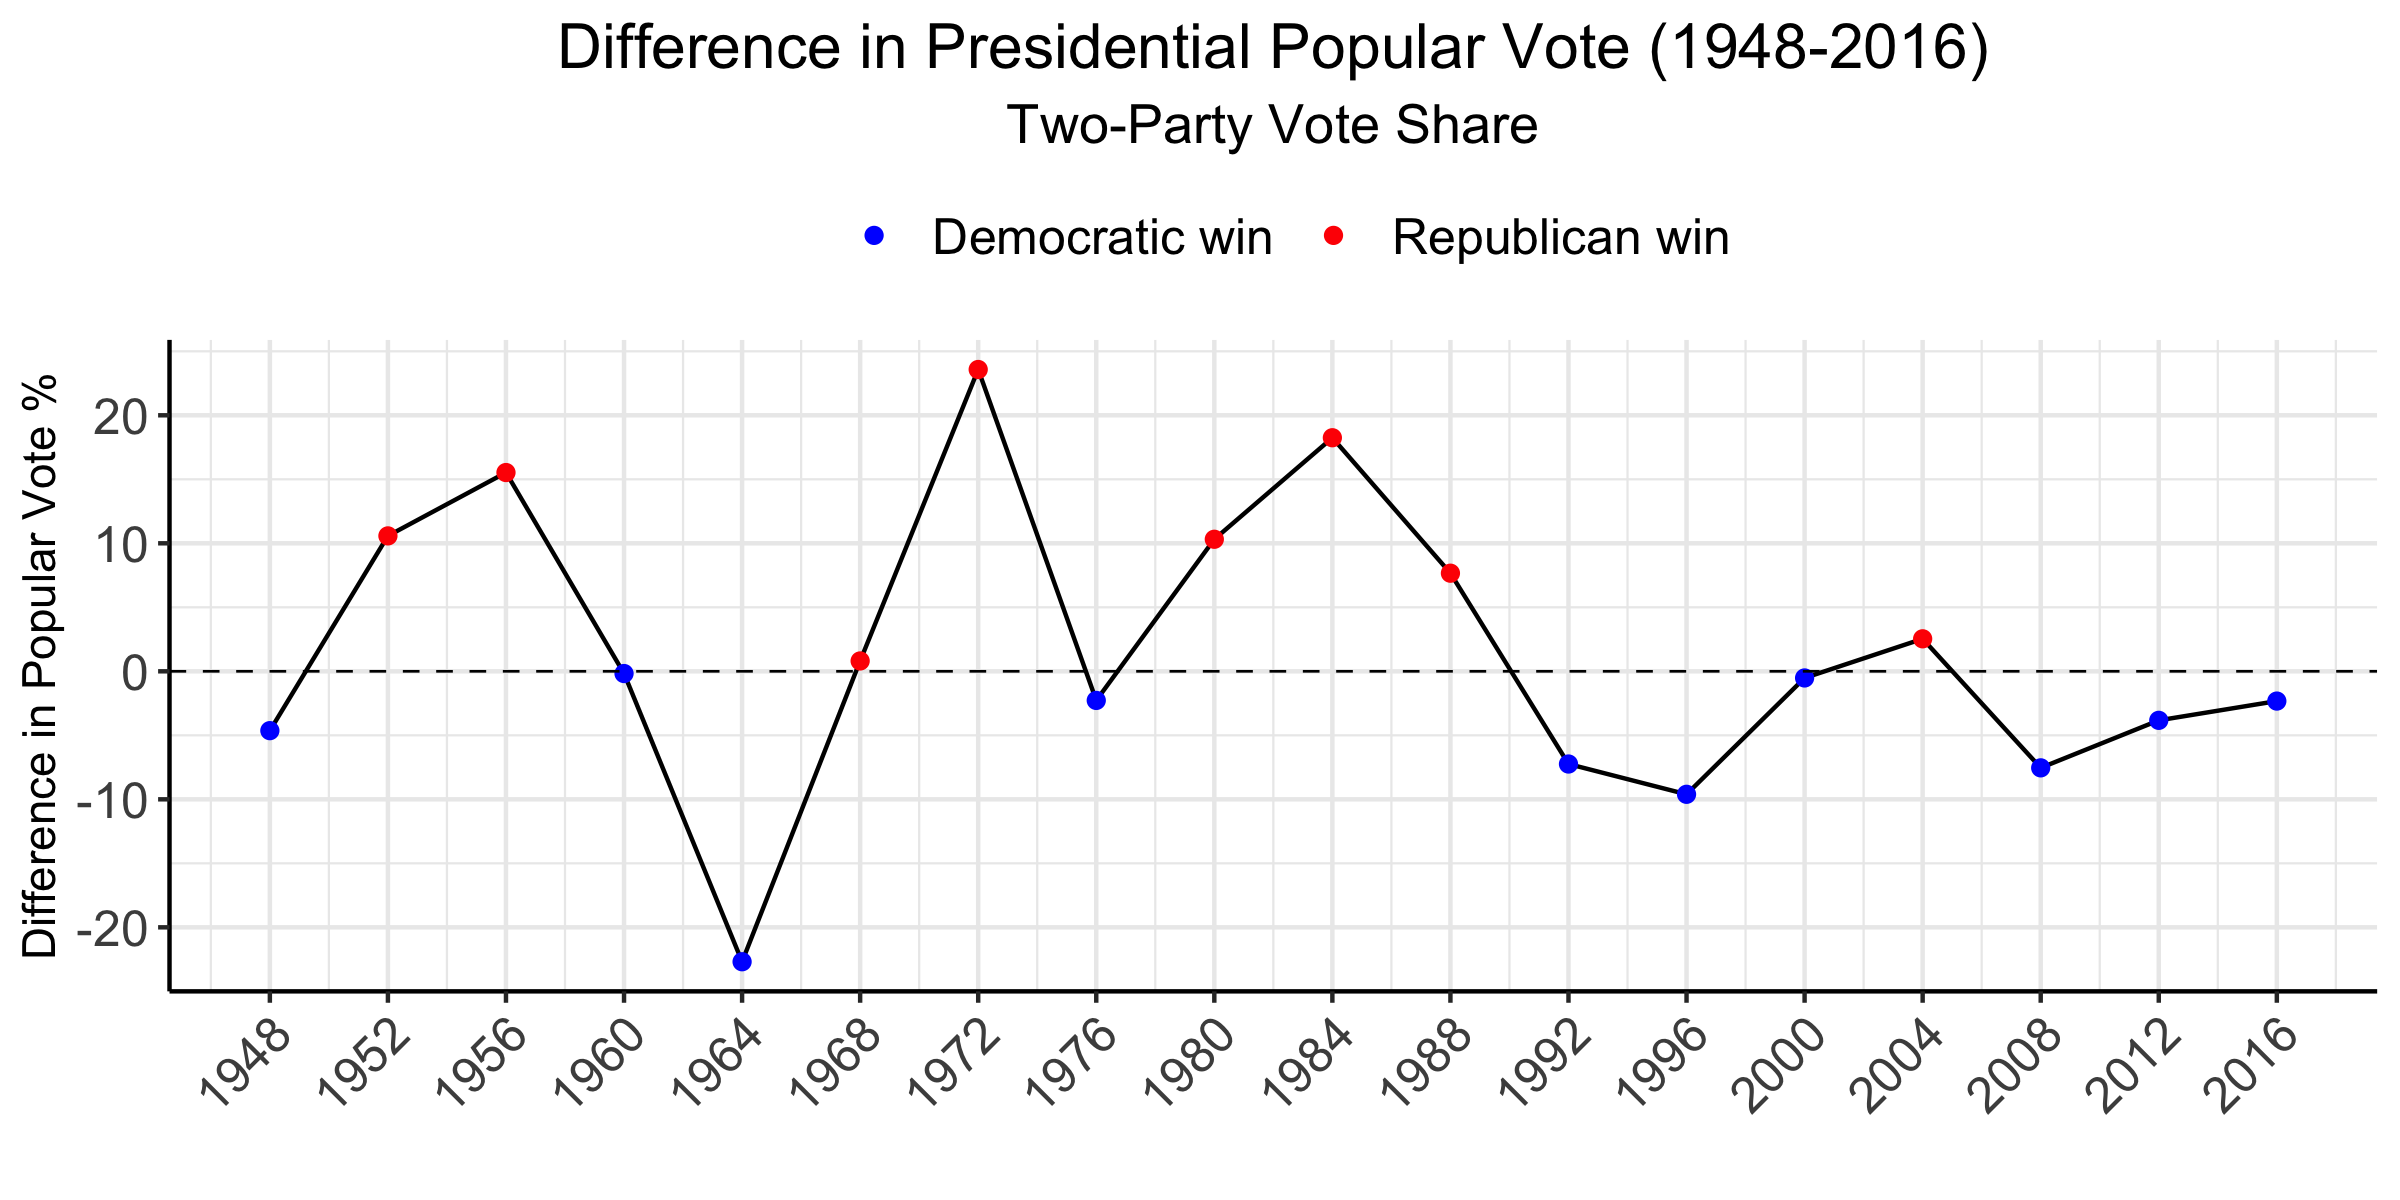 Difference in Presidential Popular Vote (1948-2016)
Two-Party Vote Share
Democratic win Republican win
Difference in Popular Vote %
20
10
0
-10
-20
1948 1952 1956 1960 1964 1968 1972 1976 1980 1984 1988 1992 1996 2000 2004 2008 2012 2016